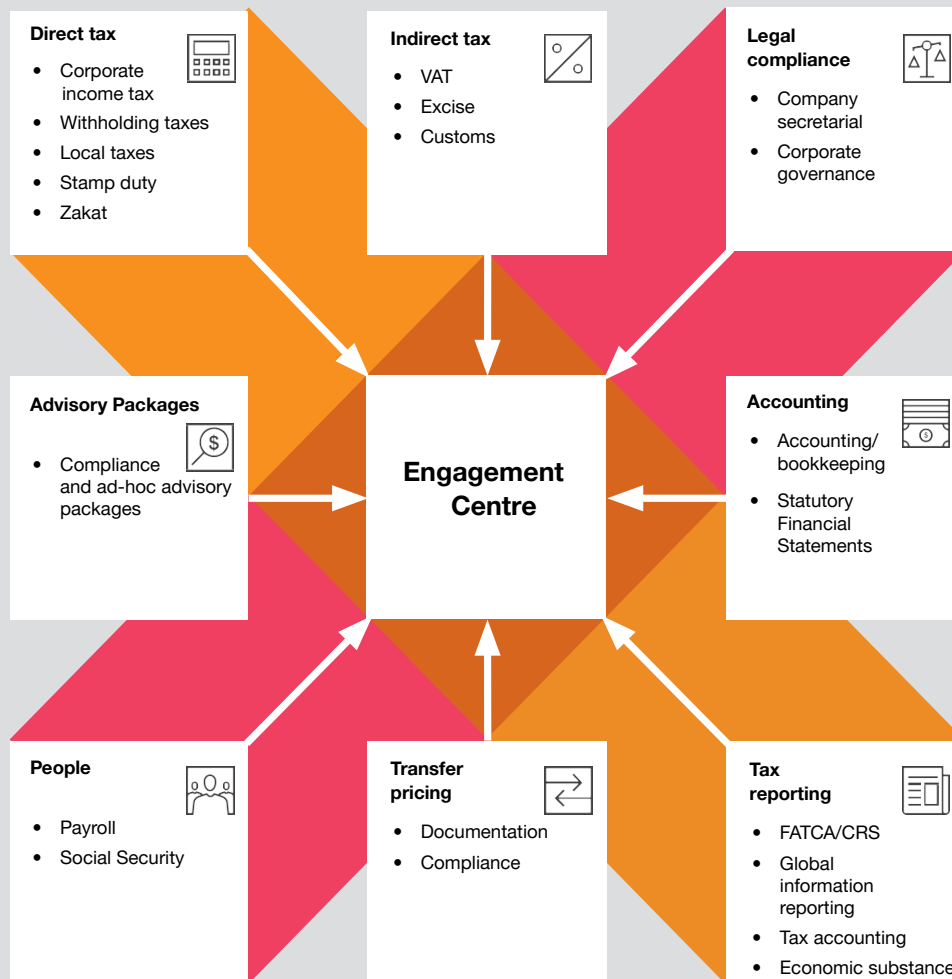 Direct tax
• Corporate
income tax
• Withholding taxes
• Local taxes
• Stamp duty
• Zakat
Indirect tax
• VAT
• Excise
• Customs
Legal
compliance
• Company
secretarial
• Corporate
governance
Advisory Packages
• Compliance
and ad-hoc advisory
packages
Engagement
Centre
Accounting
• Accounting/
bookkeeping
• Statutory
Financial
Statements
People
• Payroll
• Social Security
Transfer
pricing
• Documentation
• Compliance
Tax
reporting
• FATCA/CRS
• Global
information
reporting
• Tax accounting
• Economic substance